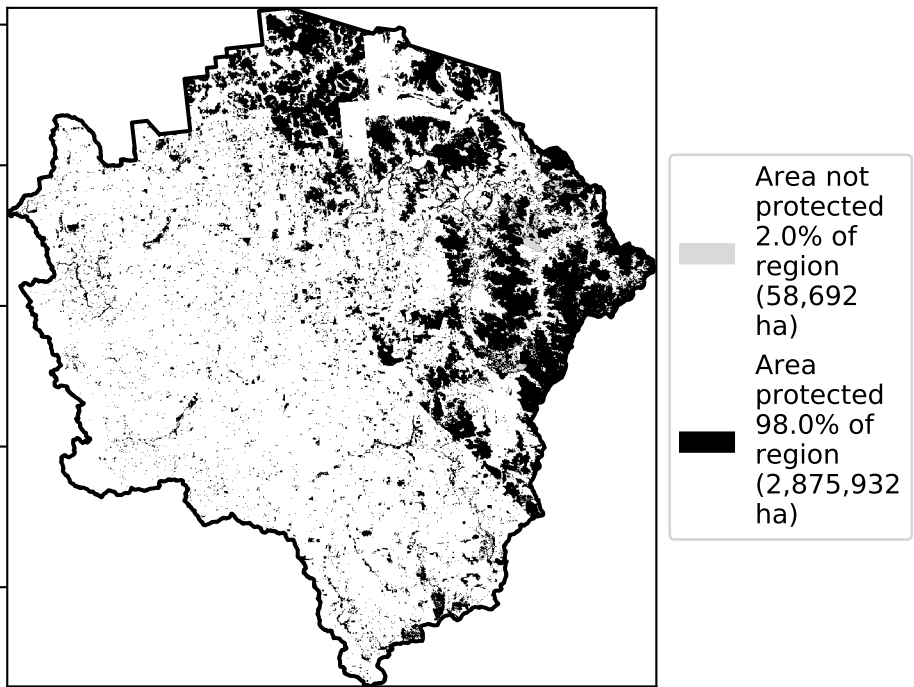 Area not
protected
2.0% of
region
(58,692
ha)
Area
protected
98.0% of
region
(2,875,932
ha)